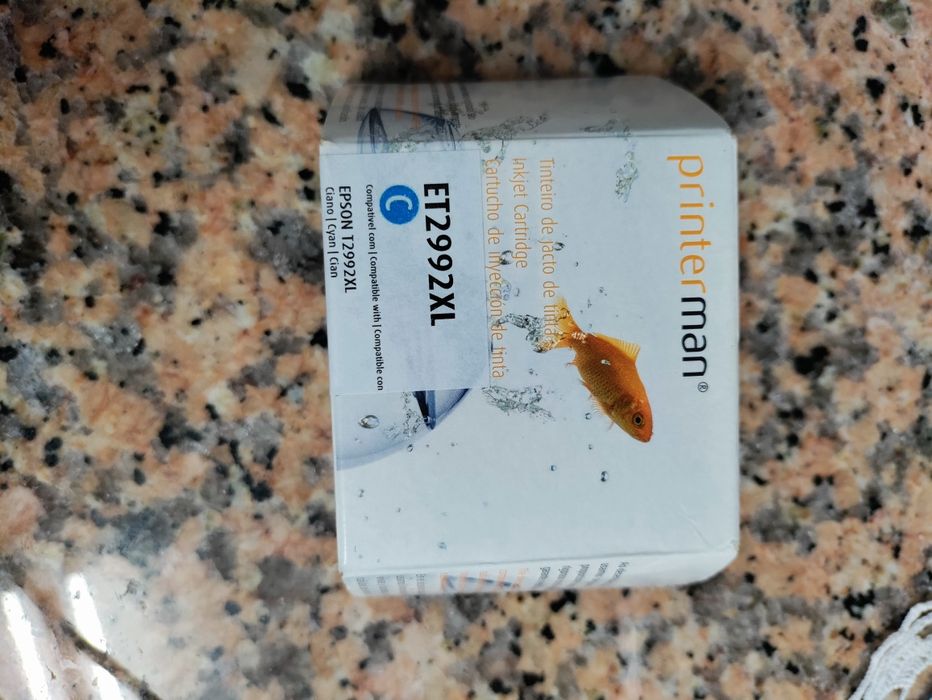 printerman®
Tinteiro de jacto de tinta
Inkjet Cartridge
Cartucho de inyección de tinta
ET2992XL
C
Compatível com | Compatible with | Compatible con
EPSON T2992XL
Ciano | Cyan | Cian